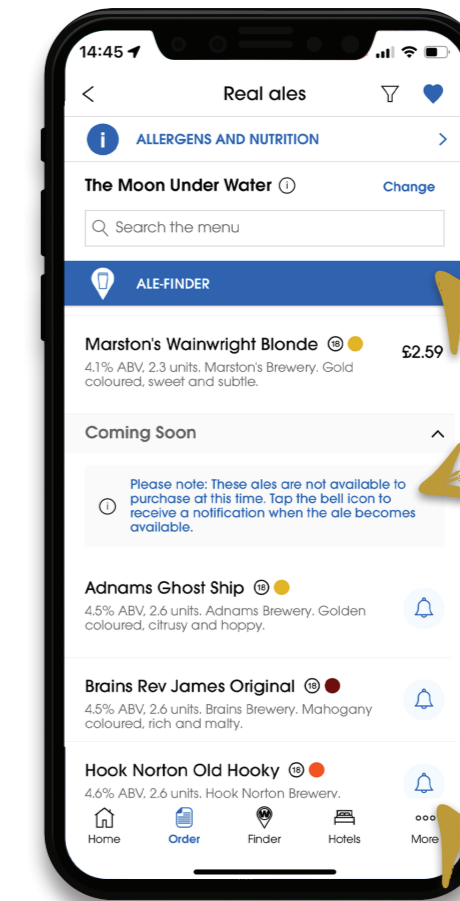 14:45
Real ales
i ALLERGENS AND NUTRITION
The Moon Under Water i Change
Search the menu
ALE-FINDER
Marston's Wainwright Blonde 18 £2.59
4.1% ABV, 2.3 units. Marston's Brewery. Gold
coloured, sweet and subtle.
Coming Soon
Please note: These ales are not available to
purchase at this time. Tap the bell icon to
i receive a notification when the ale becomes
available.
Adnams Ghost Ship 18
4.5% ABV, 2.6 units. Adnams Brewery. Golden
coloured, citrusy and hoppy.
Brains Rev James Original 18
4.5% ABV, 2.6 units. Brains Brewery. Mahogany
coloured, rich and malty.
Hook Norton Old Hooky 18
4.6% ABV, 2.6 units. Hook Norton Brewery.
W
Home Order Finder Hotels More